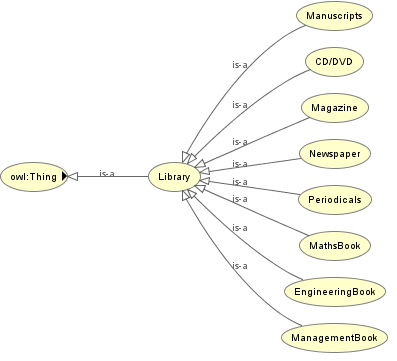 Manuscripts
is-a
CD/DVD
is-a
Magazine
is-a
Newspaper
is-a
owl:Thing
is-a
Library
is-a
Periodicals
is-a
MathsBook
is-a
EngineeringBook
is-a
ManagementBook